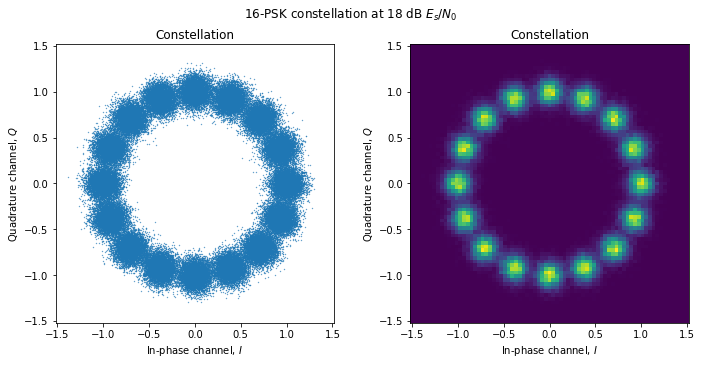 16-PSK constellation at 18 dB Es/N0
Constellation
1.5
1.0
0.5
0.0
−0.5
−1.0
−1.5
Quadrature channel, Q
−1.5 −1.0 −0.5 0.0 0.5 1.0 1.5
In-phase channel, I
Constellation
1.5
1.0
0.5
0.0
−0.5
−1.0
−1.5
Quadrature channel, Q
−1.5 −1.0 −0.5 0.0 0.5 1.0 1.5
In-phase channel, I